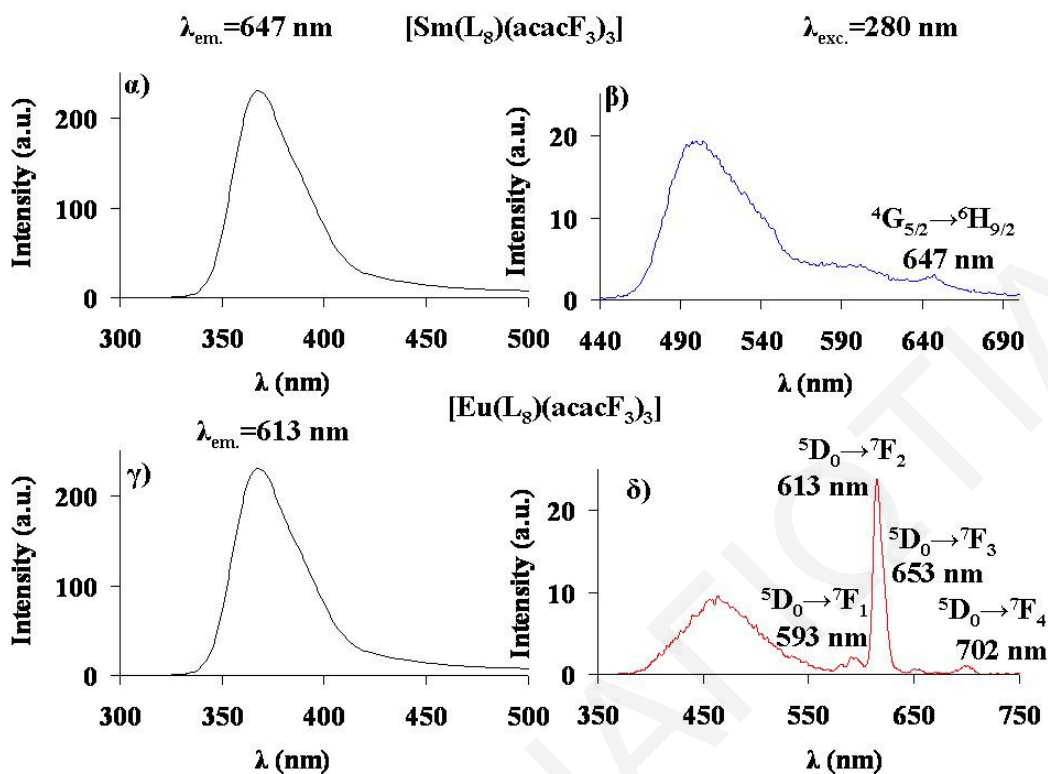 λem.=647 nm [Sm(L8)(acacF3)3] λexc.=280 nm
α)
Intensity (a.u.)
200
100
0
300 350 400 450 500
λ (nm)
β)
Intensity (a.u.)
20
10
0
⁴G5/2→⁶H9/2
647 nm
440 490 540 590 640 690
λ (nm)
[Eu(L8)(acacF3)3]
λem.=613 nm
γ)
Intensity (a.u.)
200
100
0
300 350 400 450 500
λ (nm)
δ)
Intensity (a.u.)
20
10
0
⁵D0→⁷F2
613 nm
⁵D0→⁷F3
653 nm
⁵D0→⁷F1
593 nm
⁵D0→⁷F4
702 nm
350 450 550 650 750
λ (nm)